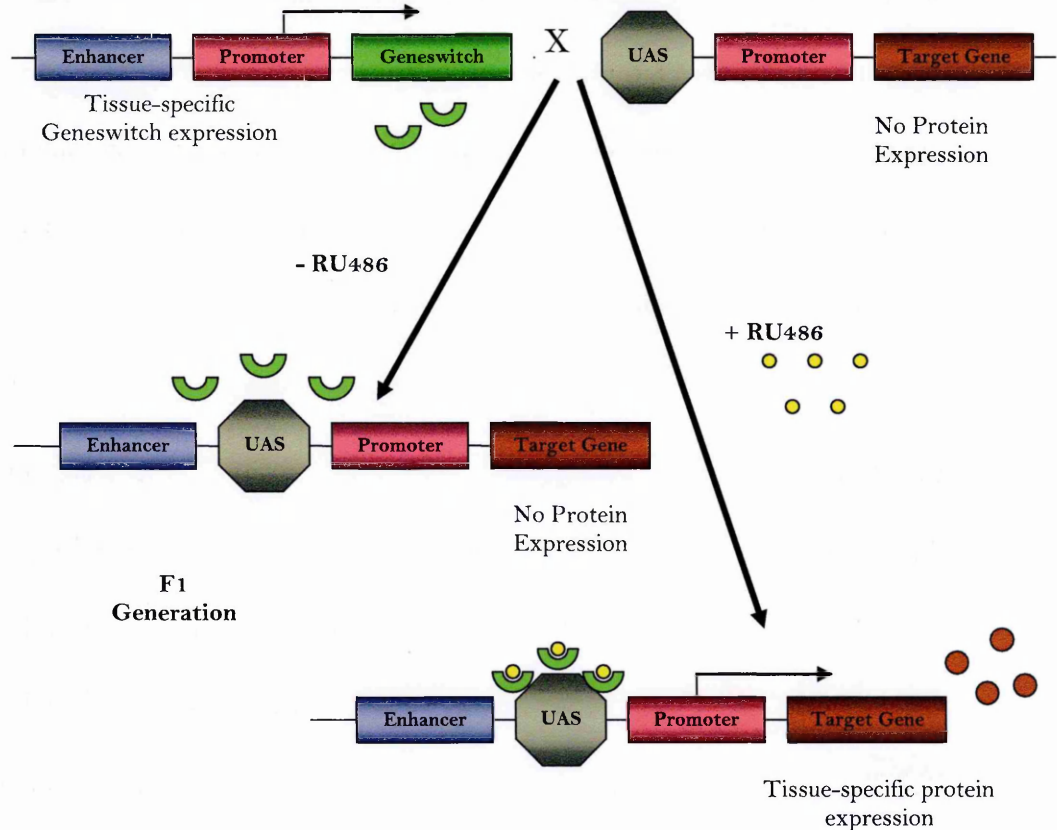 Enhancer Promoter Geneswitch X UAS Promoter Target Gene
Tissue-specific
Geneswitch expression
No Protein
Expression
- RU486
+ RU486
Enhancer UAS Promoter Target Gene
No Protein
Expression
F1
Generation
Enhancer UAS Promoter Target Gene
Tissue-specific protein
expression